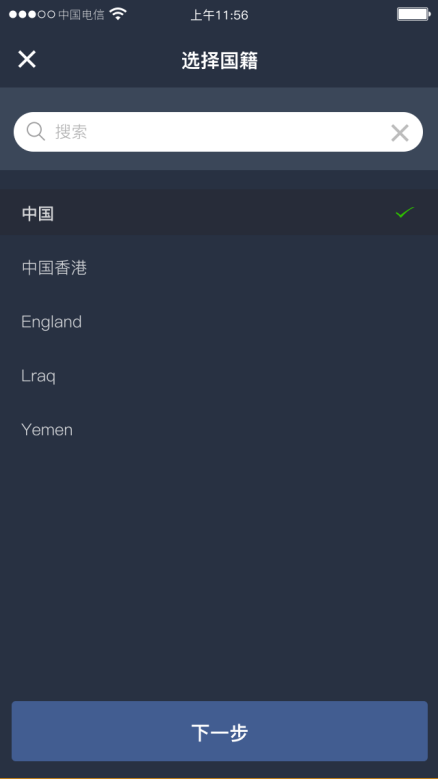 中国电信 上午11:56
选择国籍
搜索
中国
中国香港
England
Lraq
Yemen
下一步